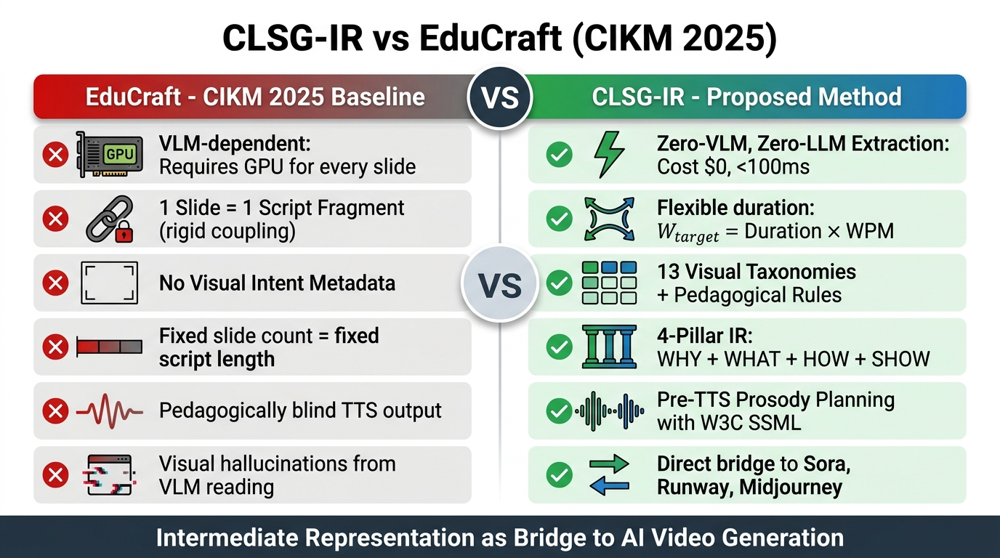 CLSG-IR vs EduCraft (CIKM 2025)
EduCraft - CIKM 2025 Baseline
VS
CLSG-IR - Proposed Method
GPU
VLM-dependent:
Requires GPU for every slide
Zero-VLM, Zero-LLM Extraction:
Cost $0, <100ms
1 Slide = 1 Script Fragment
(rigid coupling)
Flexible duration:
W_target = Duration × WPM
No Visual Intent Metadata
VS
13 Visual Taxonomies
+ Pedagogical Rules
Fixed slide count = fixed
script length
4-Pillar IR:
WHY + WHAT + HOW + SHOW
Pedagogically blind TTS output
Pre-TTS Prosody Planning
with W3C SSML
Visual hallucinations from
VLM reading
Direct bridge to Sora,
Runway, Midjourney
Intermediate Representation as Bridge to AI Video Generation